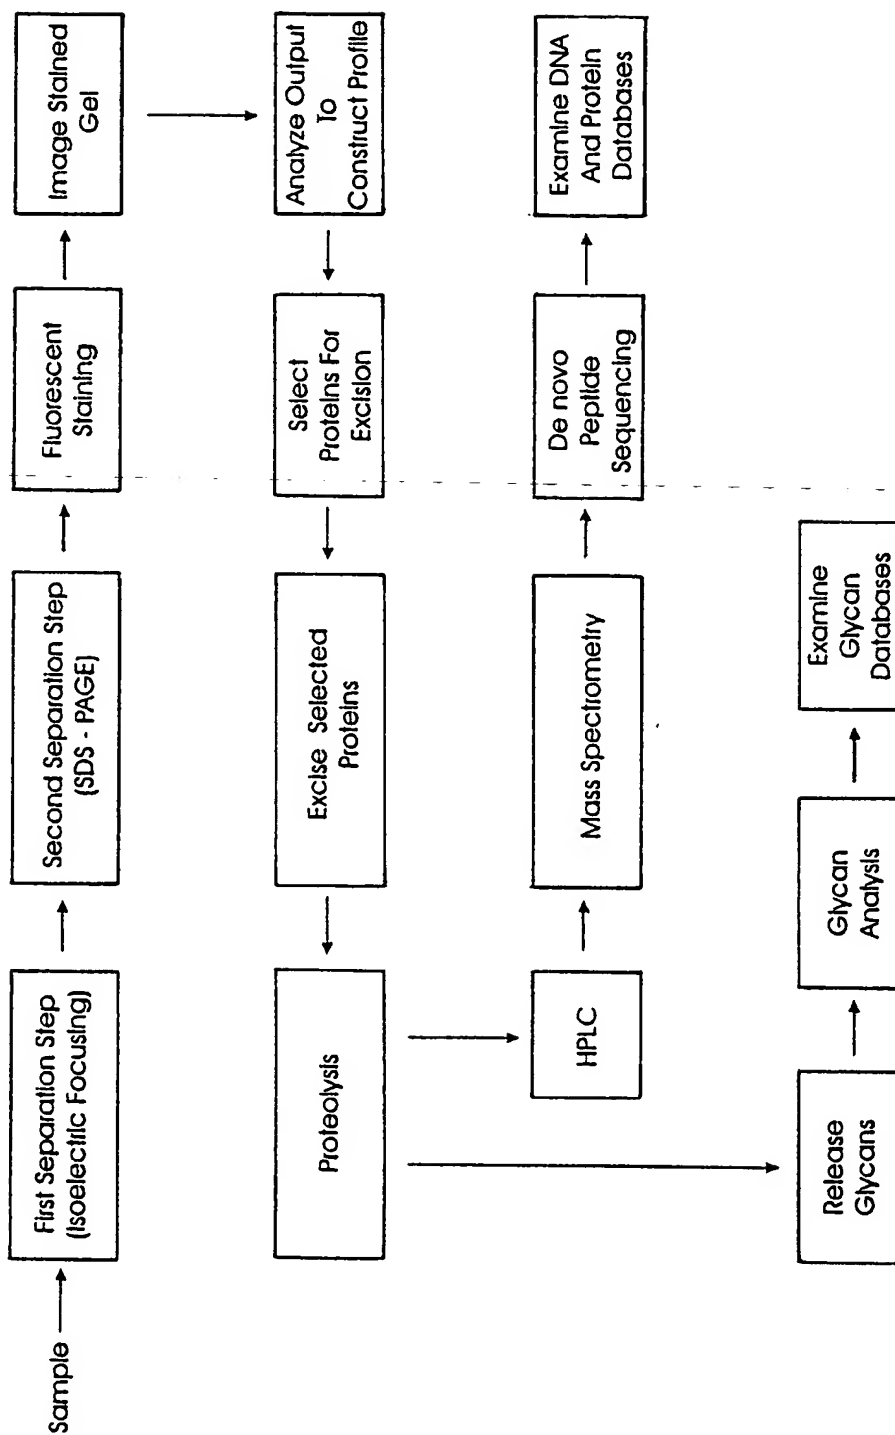 Sample
First Separation Step
(Isoelectric Focusing)
Second Separation Step
(SDS - PAGE)
Fluorescent
Staining
Image Stained
Gel
Analyze Output
To
Construct Profile
Select
Proteins For
Excision
Excise Selected
Proteins
Proteolysis
HPLC
Mass Spectrometry
De novo
Peptide
Sequencing
Examine DNA
And Protein
Databases
Release
Glycans
Glycan
Analysis
Examine
Glycan
Databases